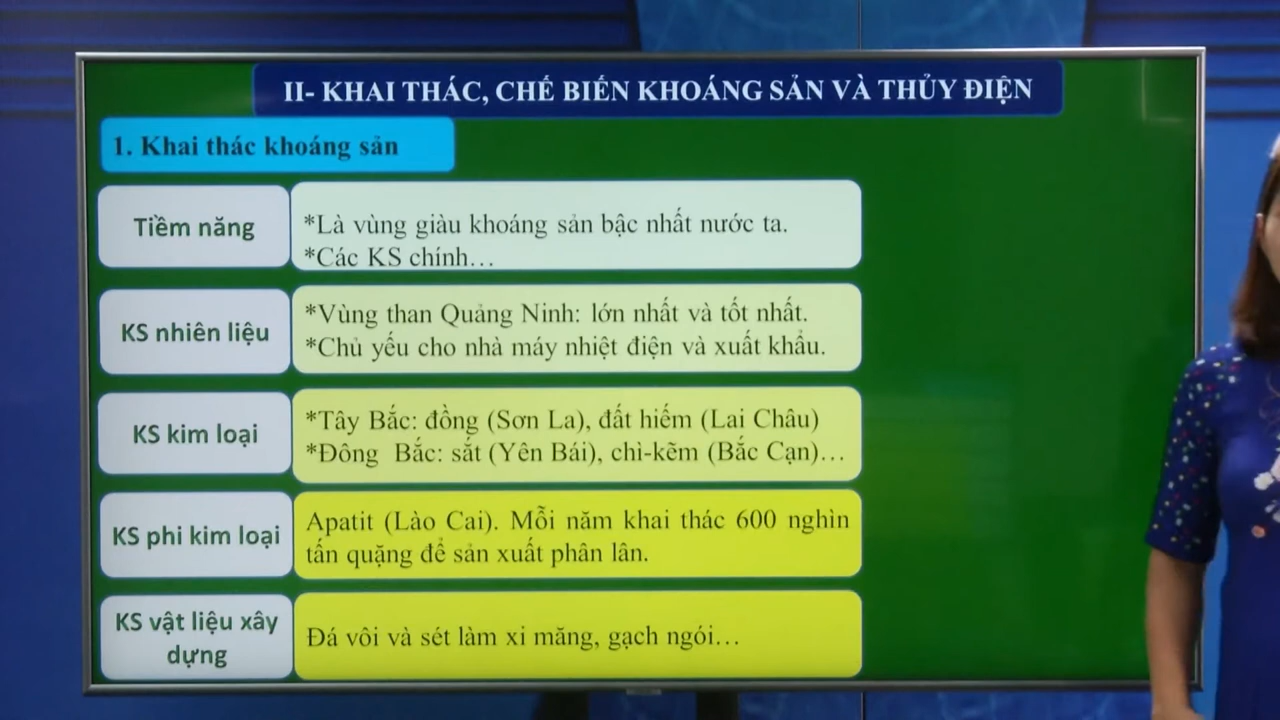 II- KHAI THÁC, CHẾ BIẾN KHOÁNG SẢN VÀ THỦY ĐIỆN
1. Khai thác khoáng sản
Tiềm năng
*Là vùng giàu khoáng sản bậc nhất nước ta.
*Các KS chính…
KS nhiên liệu
*Vùng than Quảng Ninh: lớn nhất và tốt nhất.
*Chủ yếu cho nhà máy nhiệt điện và xuất khẩu.
KS kim loại
*Tây Bắc: đồng (Sơn La), đất hiếm (Lai Châu)
*Đông Bắc: sắt (Yên Bái), chì-kẽm (Bắc Cạn)…
KS phi kim loại
Apatit (Lào Cai). Mỗi năm khai thác 600 nghìn
tấn quặng để sản xuất phân lân.
KS vật liệu xây
dựng
Đá vôi và sét làm xi măng, gạch ngói…